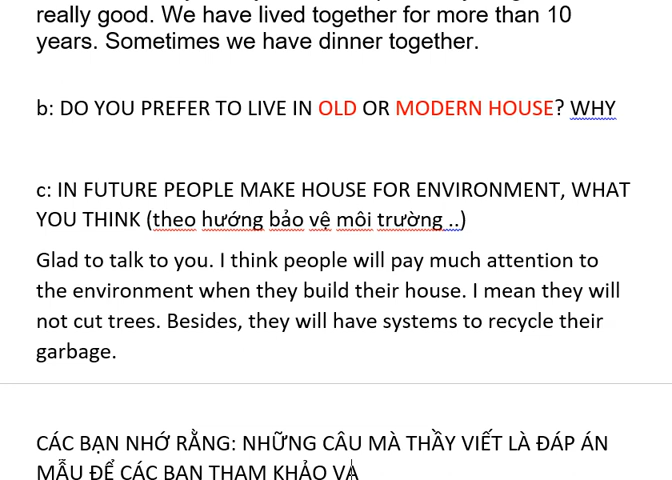 really good. We have lived together for more than 10
years. Sometimes we have dinner together.
b: DO YOU PREFER TO LIVE IN OLD OR MODERN HOUSE? WHY
c: IN FUTURE PEOPLE MAKE HOUSE FOR ENVIRONMENT, WHAT
YOU THINK (theo hướng bảo vệ môi trường ..)
Glad to talk to you. I think people will pay much attention to
the environment when they build their house. I mean they will
not cut trees. Besides, they will have systems to recycle their
garbage.
CÁC BẠN NHỚ RẰNG: NHỮNG CÂU MÀ THẦY VIẾT LÀ ĐÁP ÁN
MẪU ĐỂ CÁC BẠN THAM KHẢO VÀ